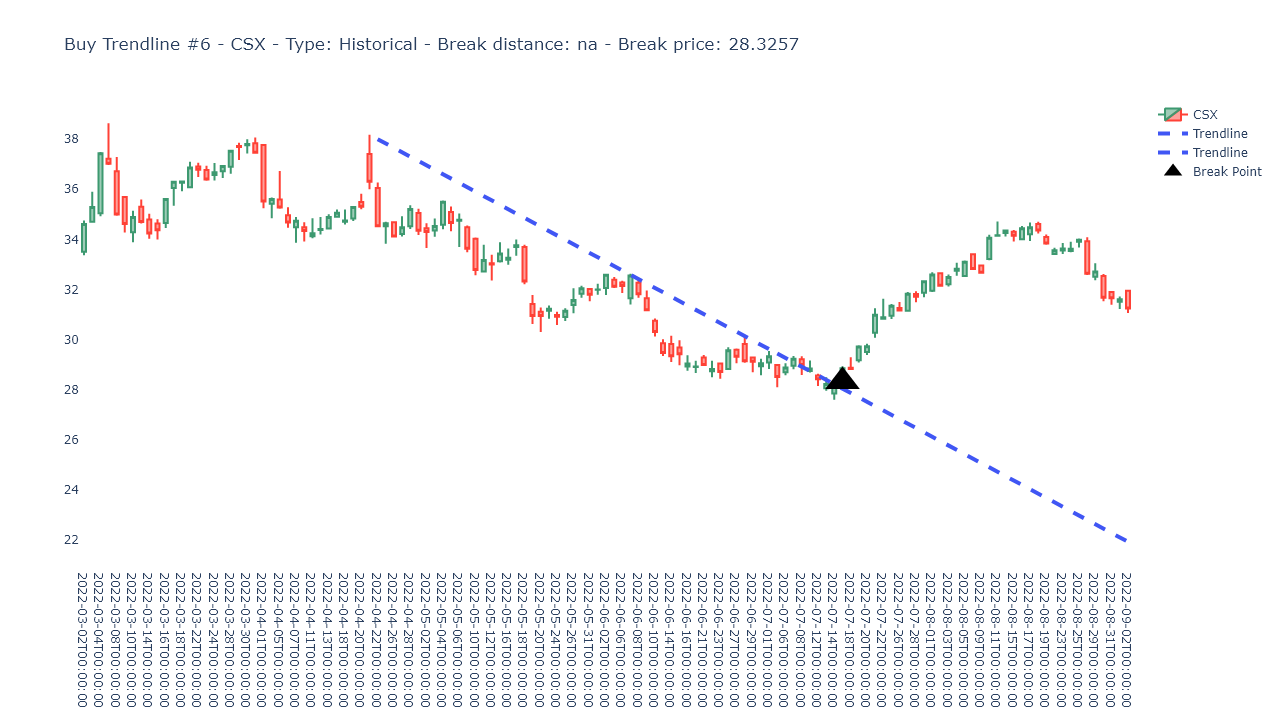 Buy Trendline #6 - CSX - Type: Historical - Break distance: na - Break price: 28.3257
CSX
Trendline
Trendline
Break Point
38
36
34
32
30
28
26
24
22
2022-03-02T00:00:00
2022-03-04T00:00:00
2022-03-08T00:00:00
2022-03-10T00:00:00
2022-03-14T00:00:00
2022-03-16T00:00:00
2022-03-18T00:00:00
2022-03-22T00:00:00
2022-03-24T00:00:00
2022-03-28T00:00:00
2022-03-30T00:00:00
2022-04-01T00:00:00
2022-04-05T00:00:00
2022-04-07T00:00:00
2022-04-11T00:00:00
2022-04-13T00:00:00
2022-04-18T00:00:00
2022-04-20T00:00:00
2022-04-22T00:00:00
2022-04-26T00:00:00
2022-04-28T00:00:00
2022-05-02T00:00:00
2022-05-04T00:00:00
2022-05-06T00:00:00
2022-05-10T00:00:00
2022-05-12T00:00:00
2022-05-16T00:00:00
2022-05-18T00:00:00
2022-05-20T00:00:00
2022-05-24T00:00:00
2022-05-26T00:00:00
2022-05-31T00:00:00
2022-06-02T00:00:00
2022-06-06T00:00:00
2022-06-08T00:00:00
2022-06-10T00:00:00
2022-06-14T00:00:00
2022-06-16T00:00:00
2022-06-21T00:00:00
2022-06-23T00:00:00
2022-06-27T00:00:00
2022-06-29T00:00:00
2022-07-01T00:00:00
2022-07-06T00:00:00
2022-07-08T00:00:00
2022-07-12T00:00:00
2022-07-14T00:00:00
2022-07-18T00:00:00
2022-07-20T00:00:00
2022-07-22T00:00:00
2022-07-26T00:00:00
2022-07-28T00:00:00
2022-08-01T00:00:00
2022-08-03T00:00:00
2022-08-05T00:00:00
2022-08-09T00:00:00
2022-08-11T00:00:00
2022-08-15T00:00:00
2022-08-17T00:00:00
2022-08-19T00:00:00
2022-08-23T00:00:00
2022-08-25T00:00:00
2022-08-29T00:00:00
2022-08-31T00:00:00
2022-09-02T00:00:00